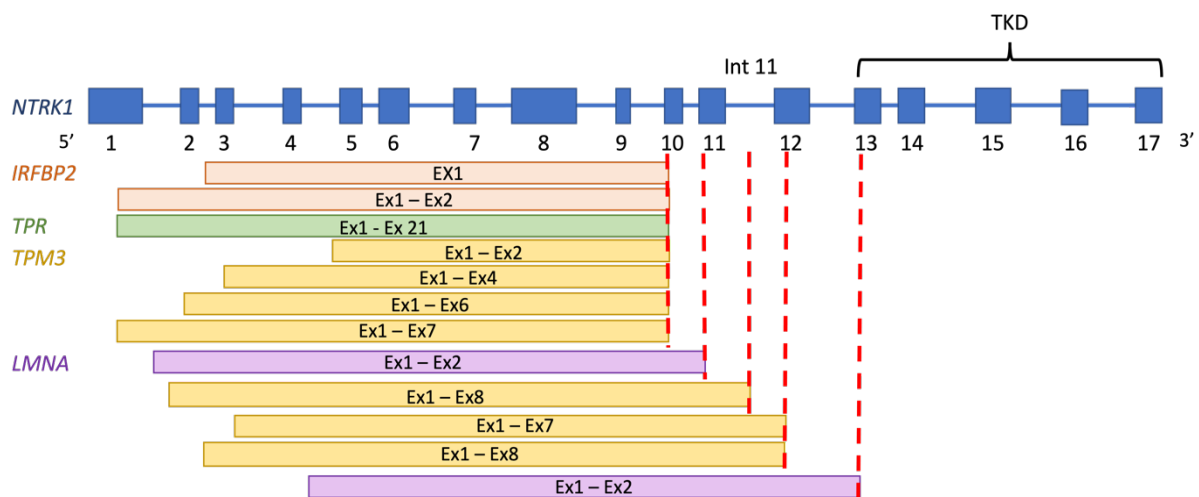 TKD
Int 11
NTRK1
5’ 1 2 3 4 5 6 7 8 9 10 11 12 13 14 15 16 17 3’
IRFBP2 EX1
Ex1 – Ex2
TPR Ex1 - Ex 21
TPM3 Ex1 – Ex2
Ex1 – Ex4
Ex1 – Ex6
Ex1 – Ex7
LMNA Ex1 – Ex2
Ex1 – Ex8
Ex1 – Ex7
Ex1 – Ex8
Ex1 – Ex2